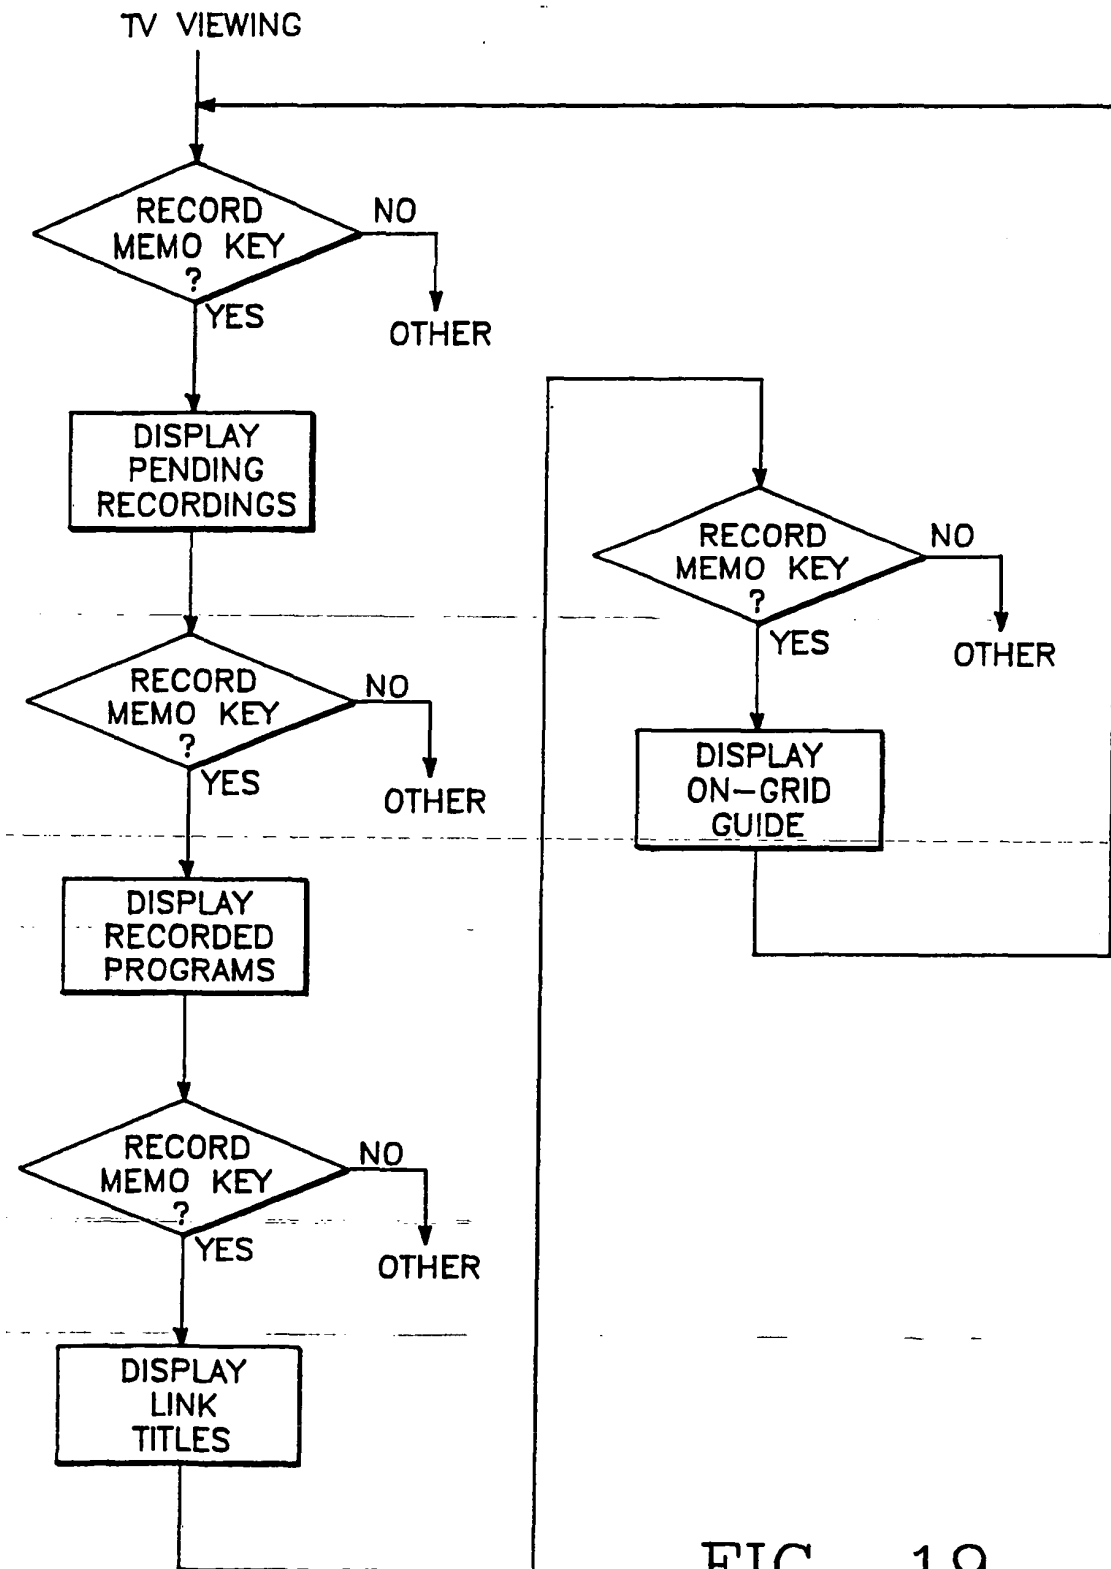 TV VIEWING
RECORD
MEMO KEY
?
NO
YES
OTHER
DISPLAY
PENDING
RECORDINGS
RECORD
MEMO KEY
?
NO
YES
OTHER
DISPLAY
RECORDED
PROGRAMS
RECORD
MEMO KEY
?
NO
YES
OTHER
DISPLAY
LINK
TITLES
RECORD
MEMO KEY
?
NO
YES
OTHER
DISPLAY
ON-GRID
GUIDE
FIG. 19